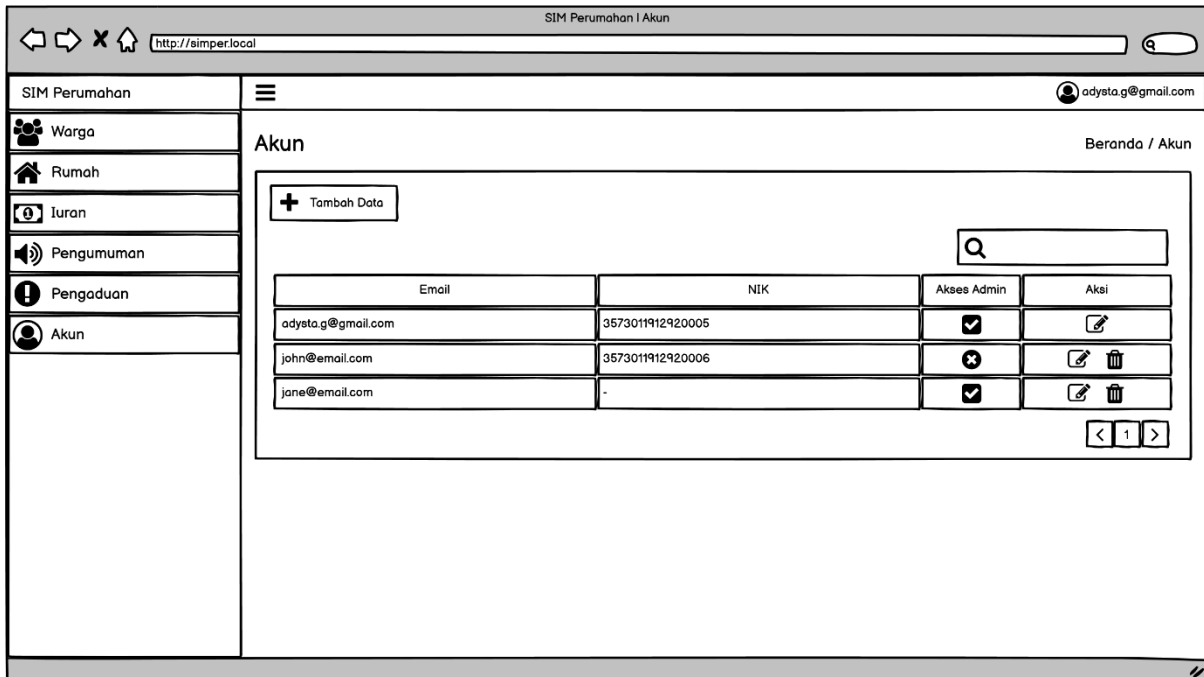 SIM Perumahan | Akun
http://simper.local
SIM Perumahan
adysta.g@gmail.com
Warga
Rumah
Iuran
Pengumuman
Pengaduan
Akun
Akun
Beranda / Akun
Tambah Data
Email NIK Akses Admin Aksi
adysta.g@gmail.com 3573011912920005
john@email.com 3573011912920006
jane@email.com -
< 1 >